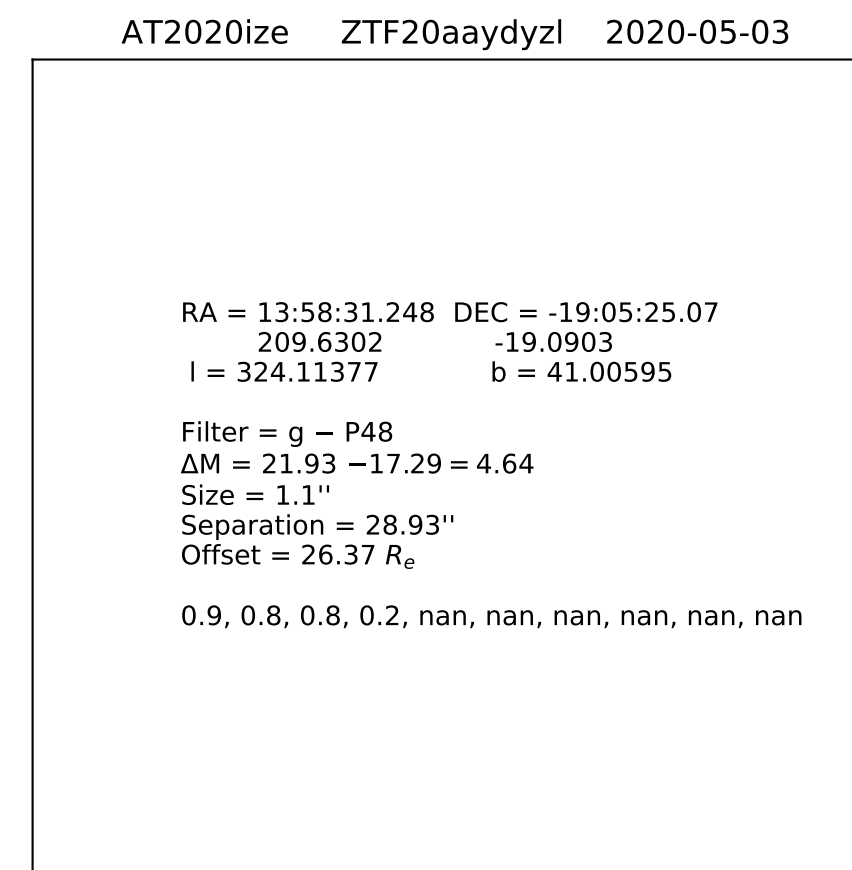 AT2020ize ZTF20aaydyzl 2020-05-03
RA = 13:58:31.248 DEC = -19:05:25.07
209.6302 -19.0903
l = 324.11377 b = 41.00595
Filter = g − P48
ΔM = 21.93 −17.29 = 4.64
Size = 1.1''
Separation = 28.93''
Offset = 26.37 Rₑ
0.9, 0.8, 0.8, 0.2, nan, nan, nan, nan, nan, nan